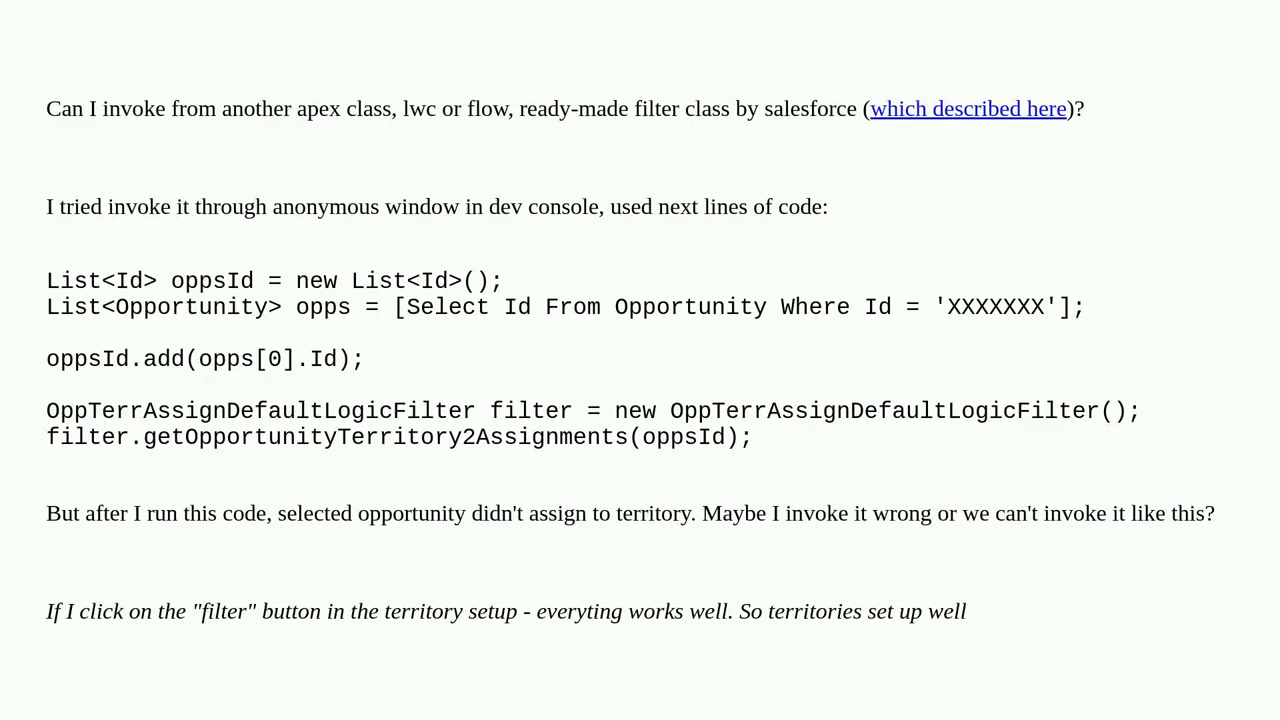 Can I invoke from another apex class, lwc or flow, ready-made filter class by salesforce (which described here)?
I tried invoke it through anonymous window in dev console, used next lines of code:
List<Id> oppsId = new List<Id>();
List<Opportunity> opps = [Select Id From Opportunity Where Id = 'XXXXXXX'];
oppsId.add(opps[0].Id);
OppTerrAssignDefaultLogicFilter filter = new OppTerrAssignDefaultLogicFilter();
filter.getOpportunityTerritory2Assignments(oppsId);
But after I run this code, selected opportunity didn't assign to territory. Maybe I invoke it wrong or we can't invoke it like this?
If I click on the "filter" button in the territory setup - everyting works well. So territories set up well